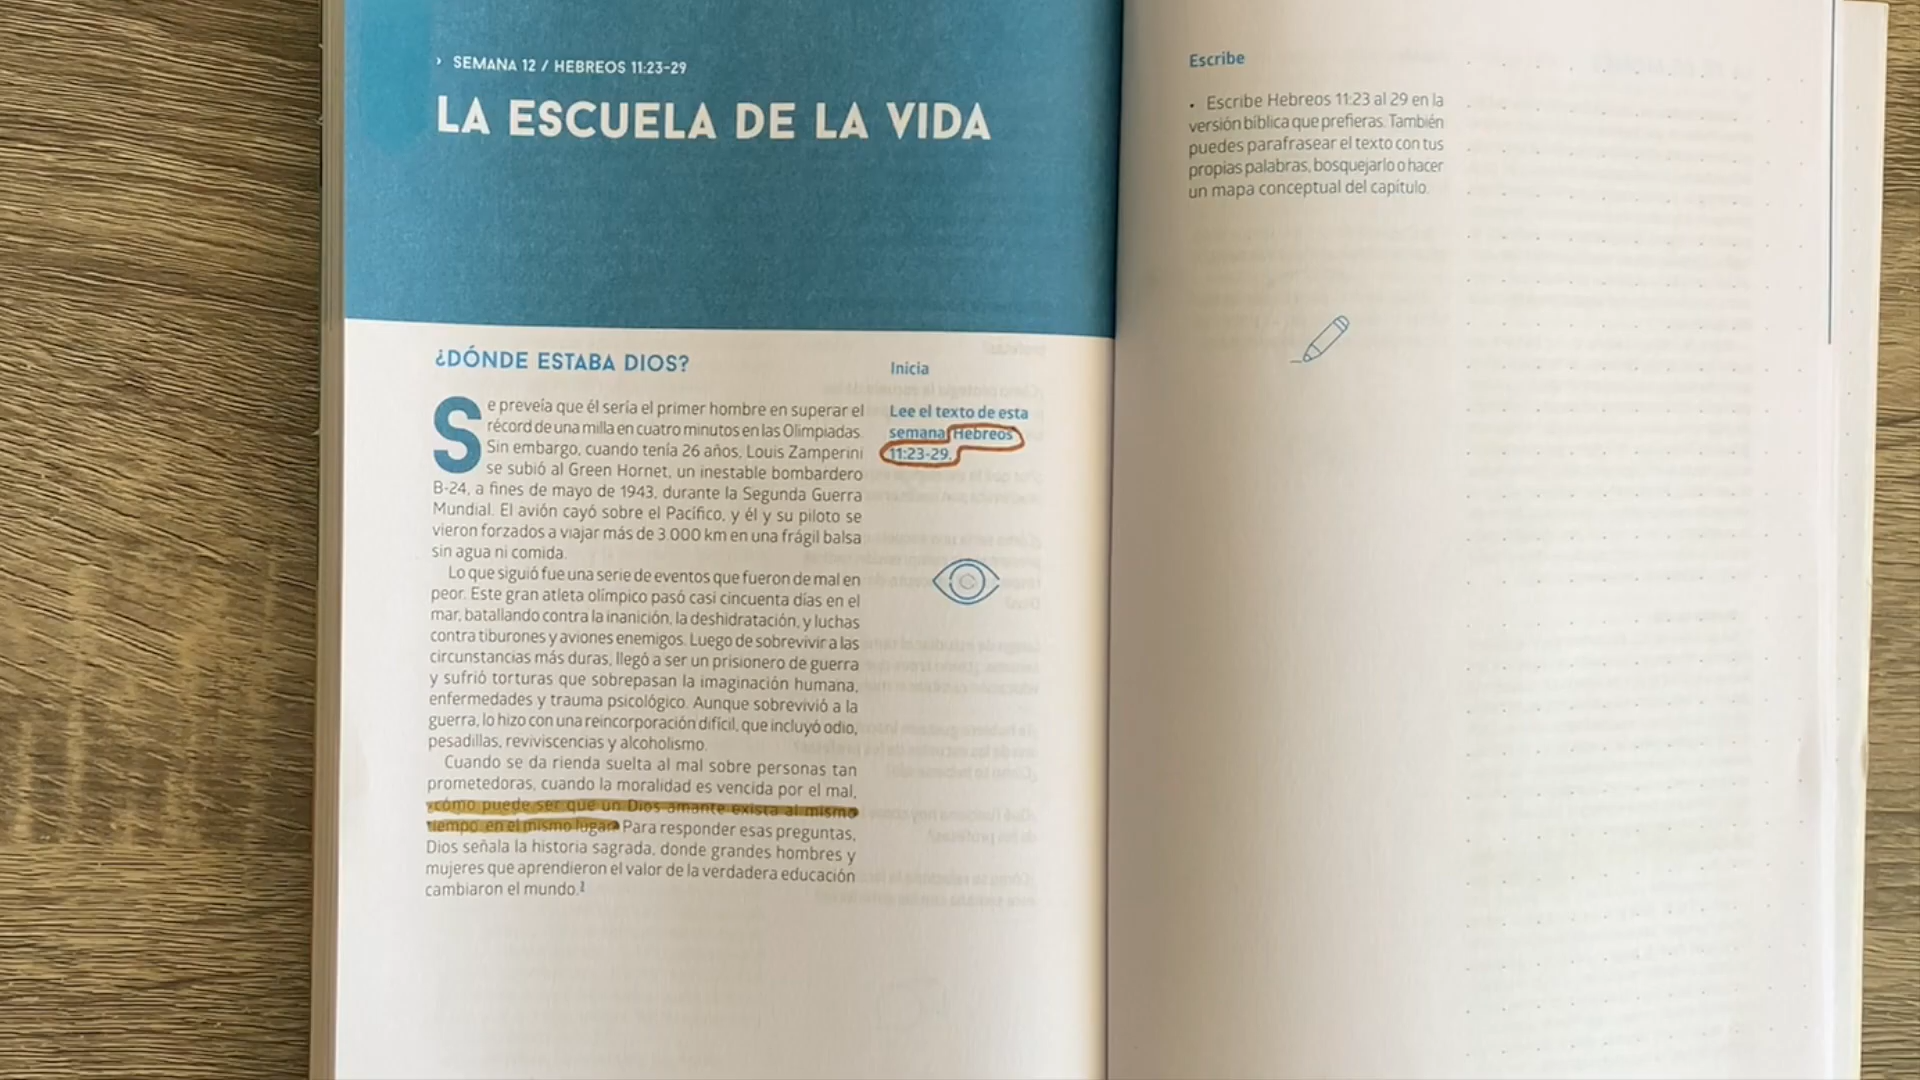 › SEMANA 12 / HEBREOS 11:23-29
LA ESCUELA DE LA VIDA
¿DÓNDE ESTABA DIOS?
Se preveía que él sería el primer hombre en superar el
récord de una milla en cuatro minutos en las Olimpiadas.
Sin embargo, cuando tenía 26 años, Louis Zamperini
se subió al Green Hornet, un inestable bombardero
B-24, a fines de mayo de 1943, durante la Segunda Guerra
Mundial. El avión cayó sobre el Pacífico, y él y su piloto se
vieron forzados a viajar más de 3.000 km en una frágil balsa
sin agua ni comida.
Lo que siguió fue una serie de eventos que fueron de mal en
peor. Este gran atleta olímpico pasó casi cincuenta días en el
mar, batallando contra la inanición, la deshidratación, y luchas
contra tiburones y aviones enemigos. Luego de sobrevivir a las
circunstancias más duras, llegó a ser un prisionero de guerra
y sufrió torturas que sobrepasan la imaginación humana,
enfermedades y trauma psicológico. Aunque sobrevivió a la
guerra, lo hizo con una reincorporación difícil, que incluyó odio,
pesadillas, reviviscencias y alcoholismo.
Cuando se da rienda suelta al mal sobre personas tan
prometedoras, cuando la moralidad es vencida por el mal,
¿cómo puede ser que un Dios amante exista al mismo
tiempo en el mismo lugar? Para responder esas preguntas,
Dios señala la historia sagrada, donde grandes hombres y
mujeres que aprendieron el valor de la verdadera educación
cambiaron el mundo.
Inicia
Lee el texto de esta
semana: Hebreos
11:23-29.
Escribe
• Escribe Hebreos 11:23 al 29 en la
versión bíblica que prefieras. También
puedes parafrasear el texto con tus
propias palabras, bosquejarlo o hacer
un mapa conceptual del capítulo.